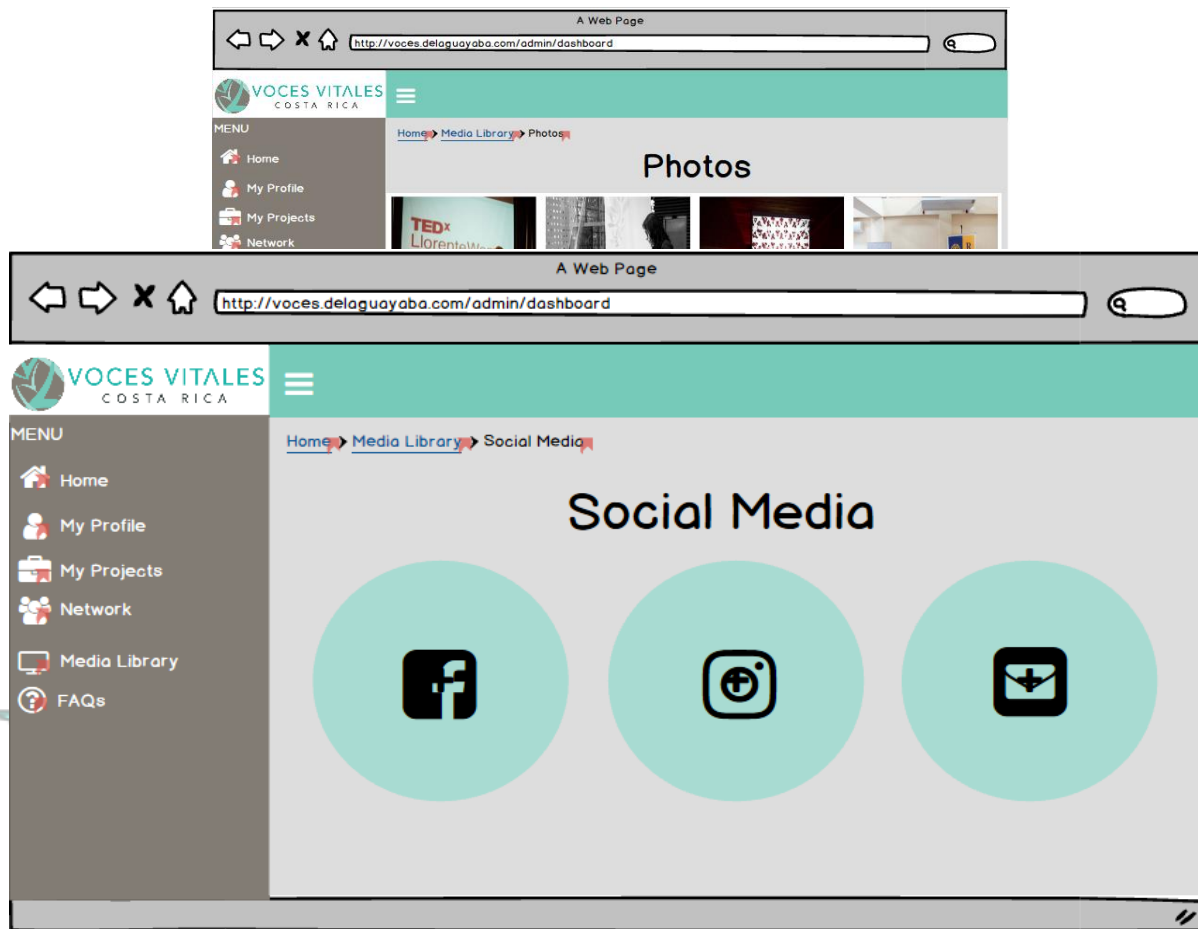 A Web Page
http://voces.delaguayaba.com/admin/dashboard
VOCES VITALES
COSTA RICA
MENU
Home
My Profile
My Projects
Network
Home > Media Library > Photos
Photos
TEDx
A Web Page
http://voces.delaguayaba.com/admin/dashboard
VOCES VITALES
COSTA RICA
MENU
Home
My Profile
My Projects
Network
Media Library
FAQs
Home > Media Library > Social Media
Social Media